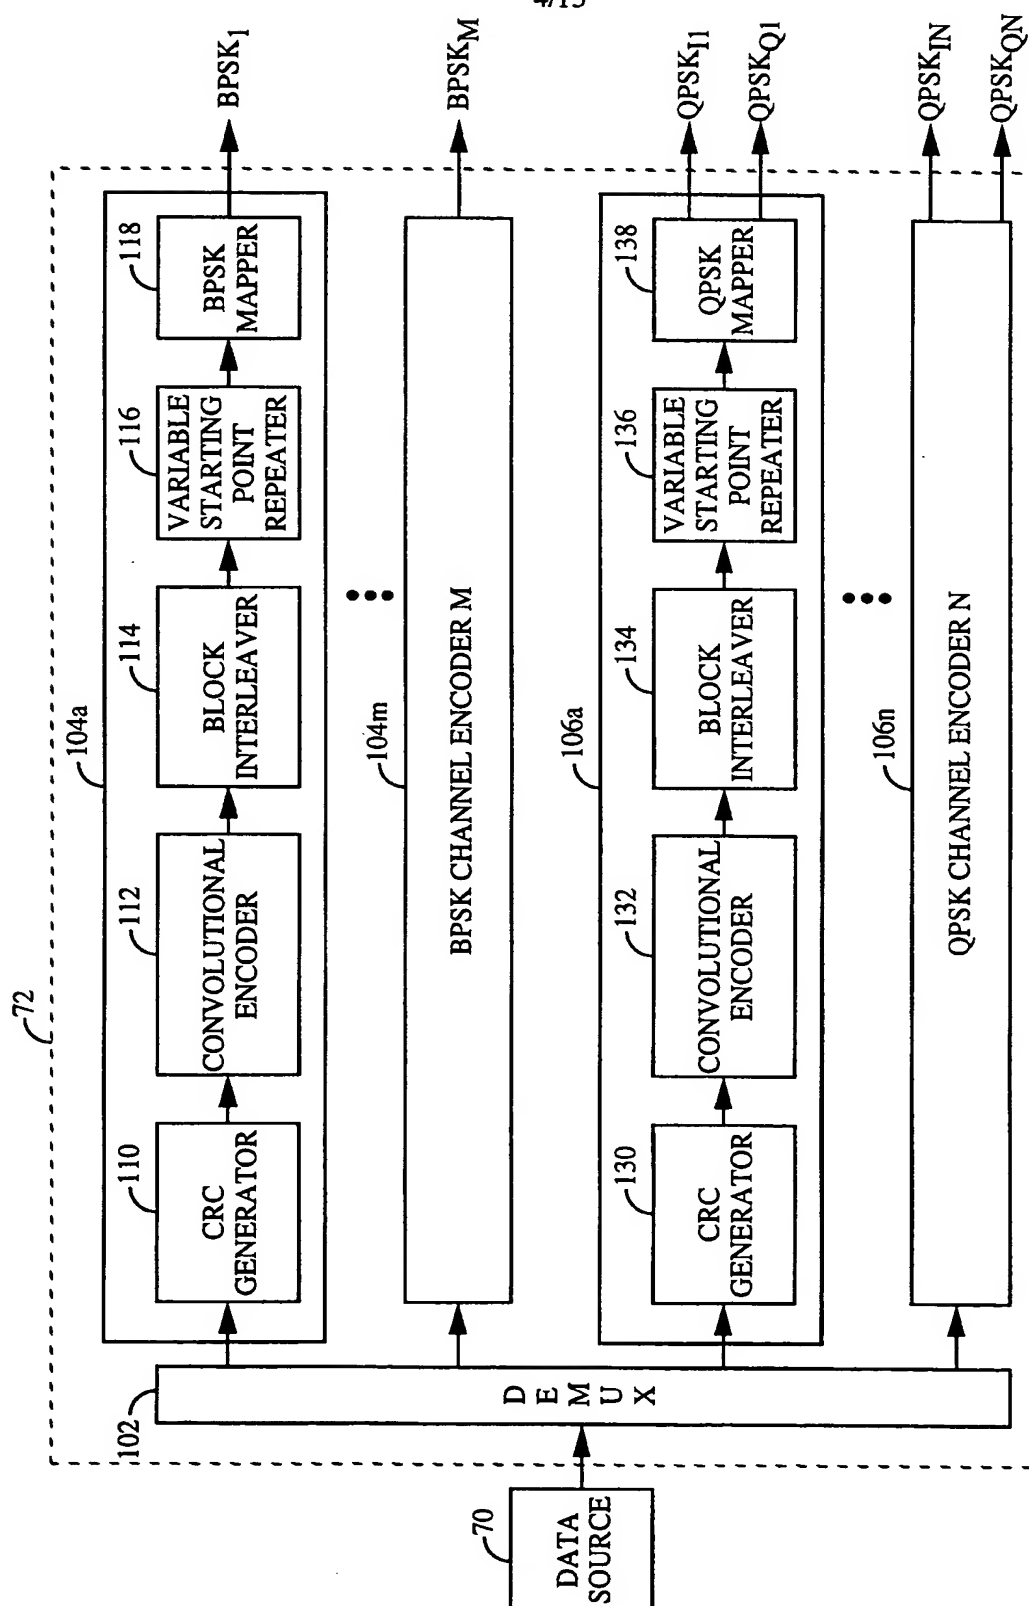 4/15
72
70
DATA
SOURCE
102
D
E
M
U
X
104a
110
CRC
GENERATOR
112
CONVOLUTIONAL
ENCODER
114
BLOCK
INTERLEAVER
116
VARIABLE
STARTING
POINT
REPEATER
118
BPSK
MAPPER
BPSK1
104m
BPSK CHANNEL ENCODER M
BPSKM
106a
130
CRC
GENERATOR
132
CONVOLUTIONAL
ENCODER
134
BLOCK
INTERLEAVER
136
VARIABLE
STARTING
POINT
REPEATER
138
QPSK
MAPPER
QPSKI1
QPSKQ1
106n
QPSK CHANNEL ENCODER N
QPSKIN
QPSKQN